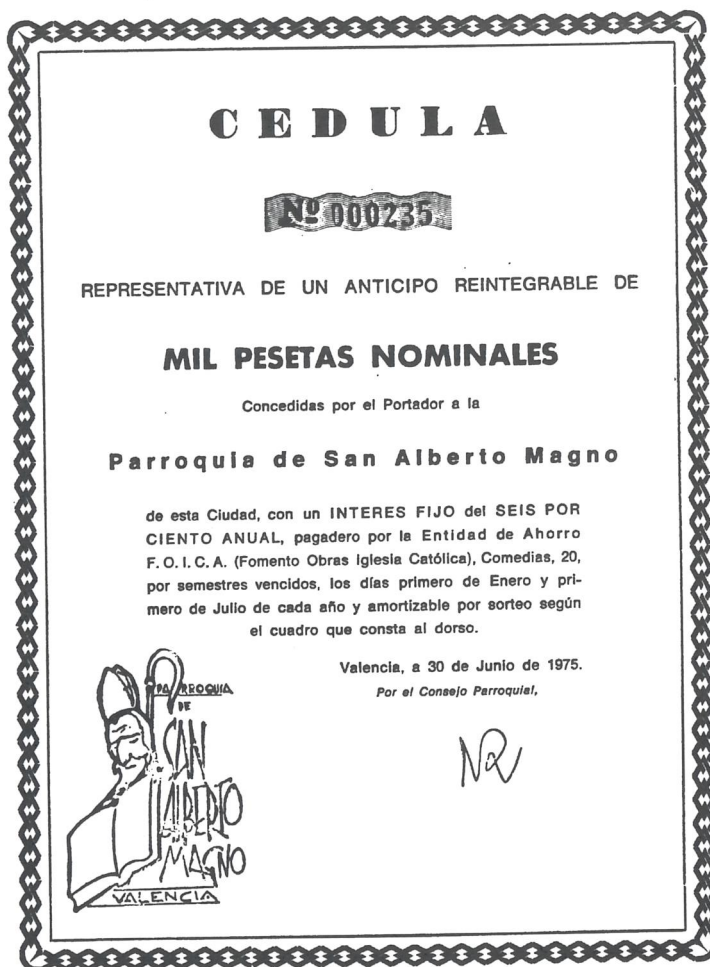 CEDULA
Nº 000235
REPRESENTATIVA DE UN ANTICIPO REINTEGRABLE DE
MIL PESETAS NOMINALES
Concedidas por el Portador a la
Parroquia de San Alberto Magno
de esta Ciudad, con un INTERES FIJO del SEIS POR
CIENTO ANUAL, pagadero por la Entidad de Ahorro
F. O. I. C. A. (Fomento Obras Iglesia Católica), Comedias, 20,
por semestres vencidos, los días primero de Enero y pri-
mero de Julio de cada año y amortizable por sorteo según
el cuadro que consta al dorso.
Valencia, a 30 de Junio de 1975.
Por el Consejo Parroquial,
PARROQUIA
DE
SAN
ALBERTO
MAGNO
VALENCIA